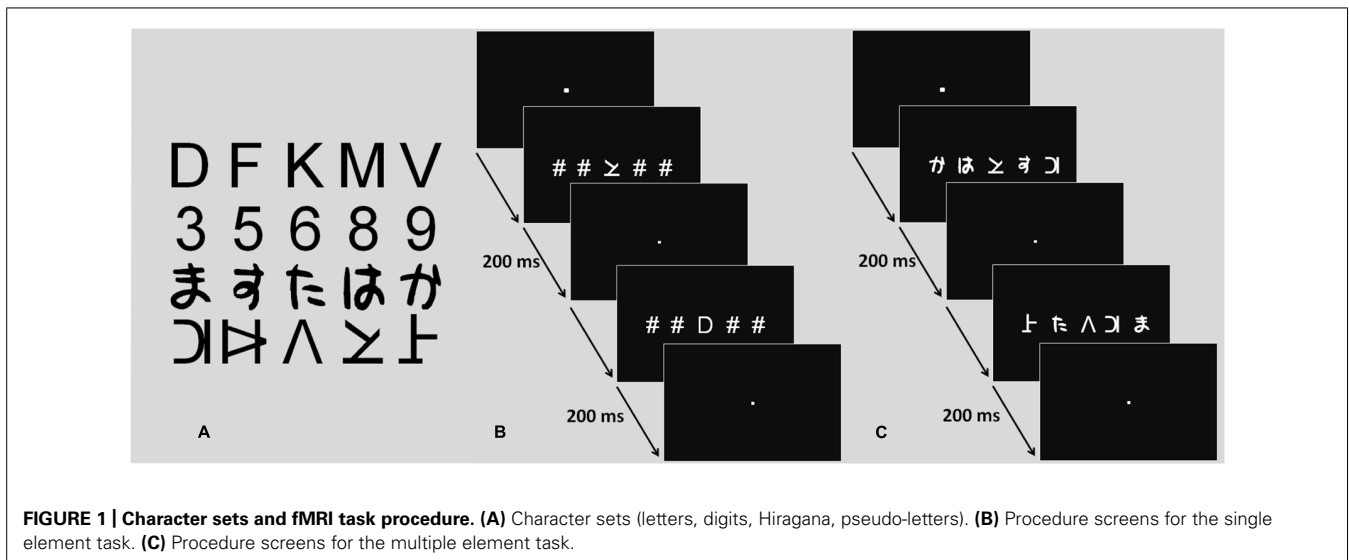 D F K M V
3 5 6 8 9
ま す た は か
A
# # # #
200 ms
# # D # #
200 ms
B
か は す
200 ms
た ま
200 ms
C
FIGURE 1 | Character sets and fMRI task procedure. (A) Character sets (letters, digits, Hiragana, pseudo-letters). (B) Procedure screens for the single
element task. (C) Procedure screens for the multiple element task.